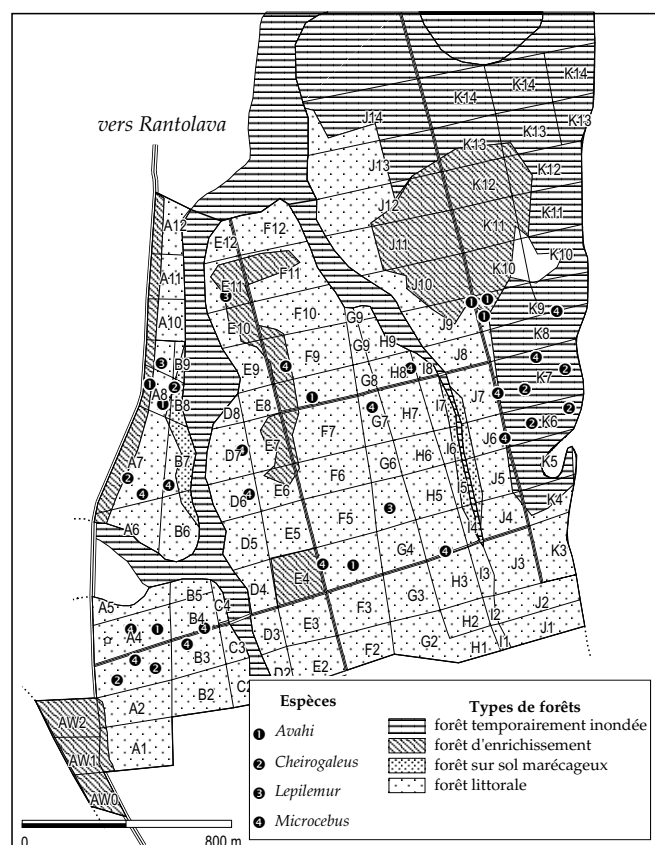 vers Rantolava
K14
K14
K14
J14
K13
K13
J13
K12
K12
J12
K11
K11
A12
E12
F12
J11
K10
K10
A11
E11
F11
J10
A10
E10
F10
G9
J9
K9
B9
E9
F9
G9
H9
J8
K8
A8
B8
D8
E8
G8
H8
I8
J7
K7
A7
B7
D7
E7
F7
G7
H7
I7
J6
K6
D6
E6
F6
G6
H6
I6
J5
K5
A6
B6
D5
E5
F5
H5
I5
J4
K4
A5
B5
C4
D4
E4
G4
I4
J3
K3
A4
B4
C3
D3
E3
F3
G3
H3
I3
B3
D2
E2
F2
G2
H2
I2
J2
A2
B2
H1
I1
J1
AW2
A1
AW1
AW0
Espèces
1 Avahi
2 Cheirogaleus
3 Lepilemur
4 Microcebus
Types de forêts
forêt temporairement inondée
forêt d'enrichissement
forêt sur sol marécageux
forêt littorale
0 800 m